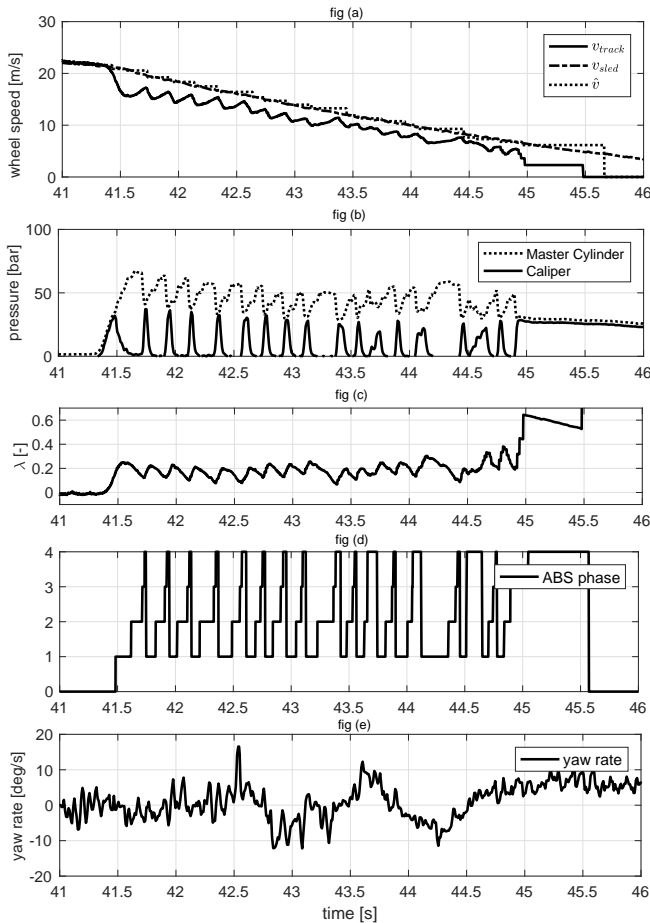 fig (a)
30
20
10
0
wheel speed [m/s]
v_track
v_sled
v̂
41 41.5 42 42.5 43 43.5 44 44.5 45 45.5 46
fig (b)
100
50
0
pressure [bar]
Master Cylinder
Caliper
41 41.5 42 42.5 43 43.5 44 44.5 45 45.5 46
fig (c)
0.6
0.4
0.2
0
λ [-]
41 41.5 42 42.5 43 43.5 44 44.5 45 45.5 46
fig (d)
4
3
2
1
0
ABS phase
41 41.5 42 42.5 43 43.5 44 44.5 45 45.5 46
fig (e)
20
10
0
-10
-20
yaw rate [deg/s]
yaw rate
41 41.5 42 42.5 43 43.5 44 44.5 45 45.5 46
time [s]